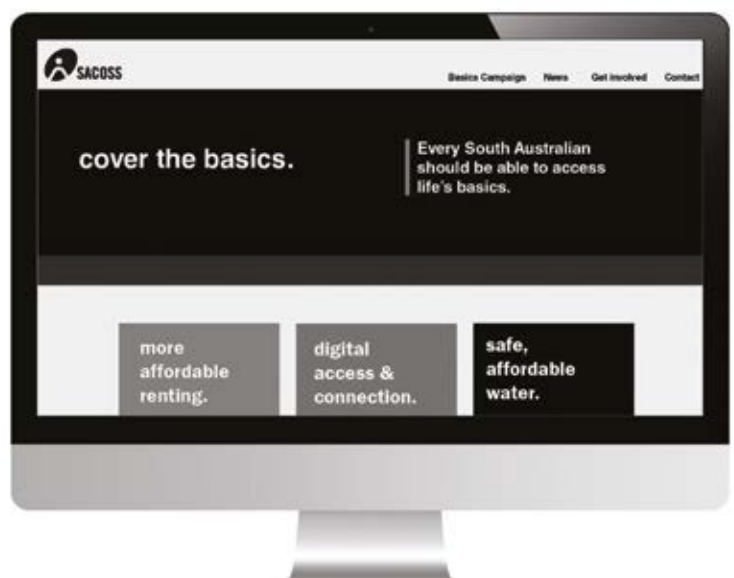 SACOSS
Basics Campaign News Get involved Contact
cover the basics.
Every South Australian
should be able to access
life's basics.
more
affordable
renting.
digital
access &
connection.
safe,
affordable
water.